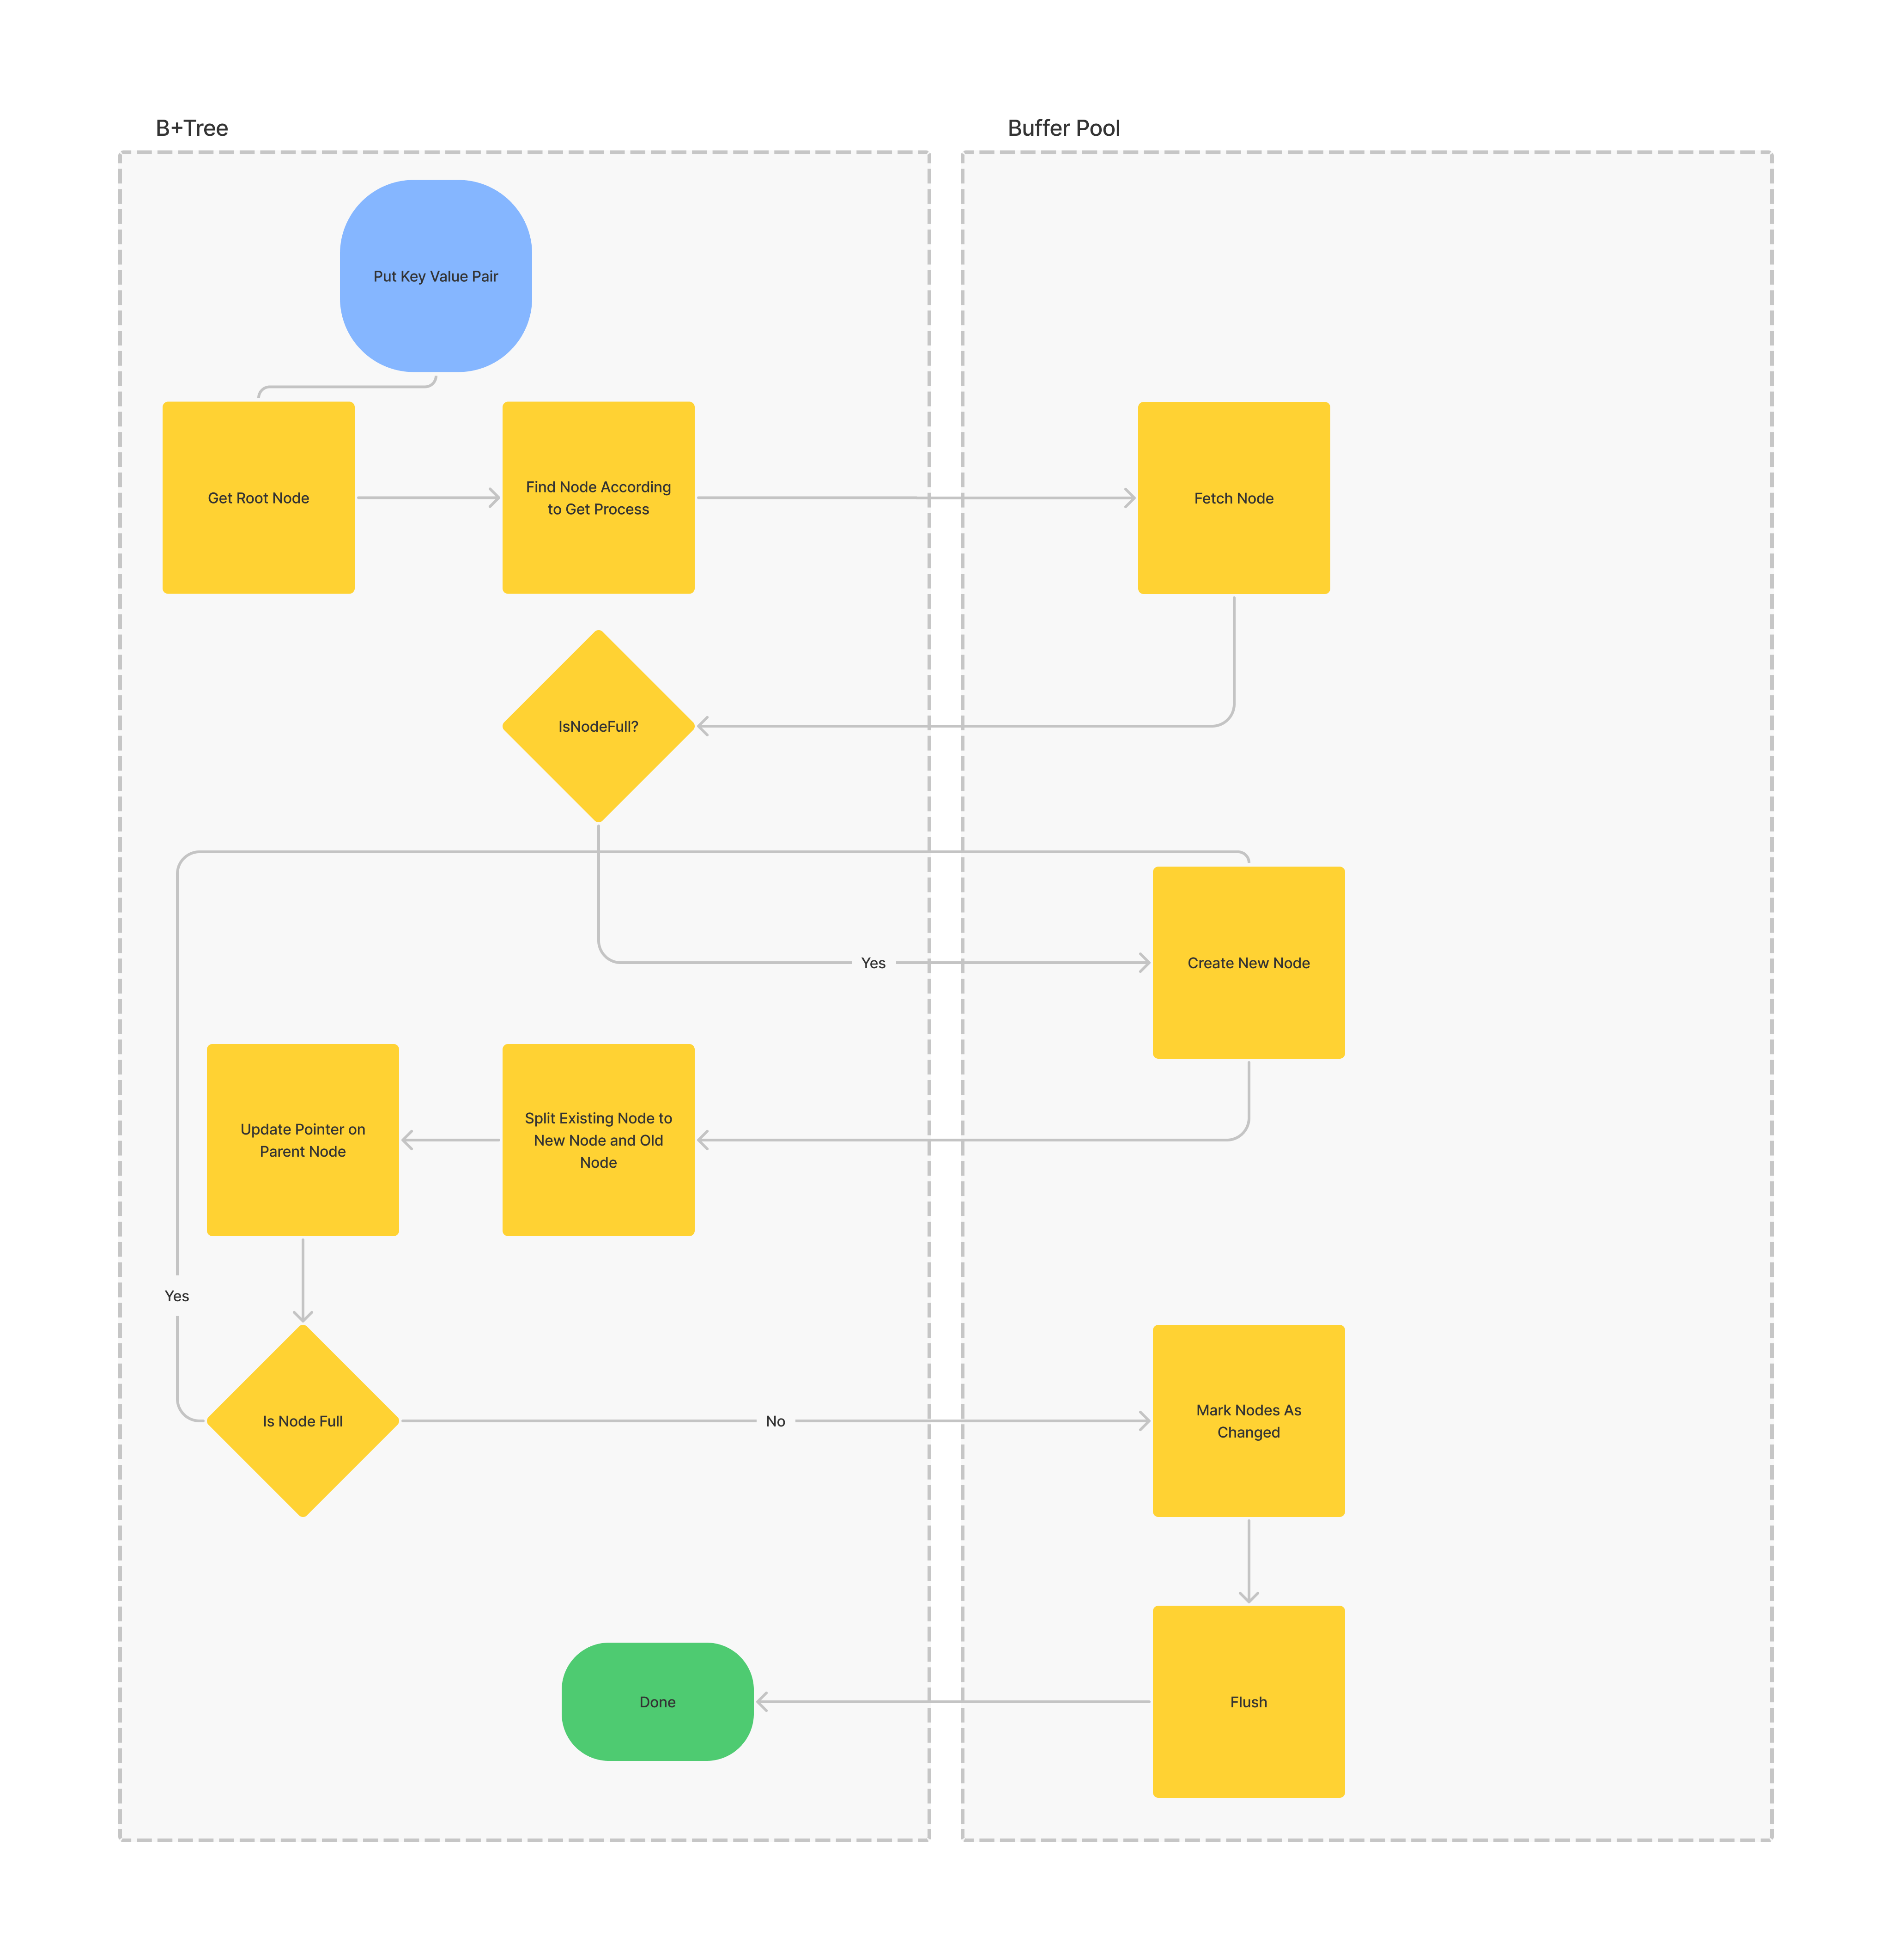 B+Tree
Buffer Pool
Put Key Value Pair
Get Root Node
Find Node According
to Get Process
Fetch Node
IsNodeFull?
Yes
Create New Node
Split Existing Node to
New Node and Old
Node
Update Pointer on
Parent Node
Yes
Is Node Full
No
Mark Nodes As
Changed
Flush
Done